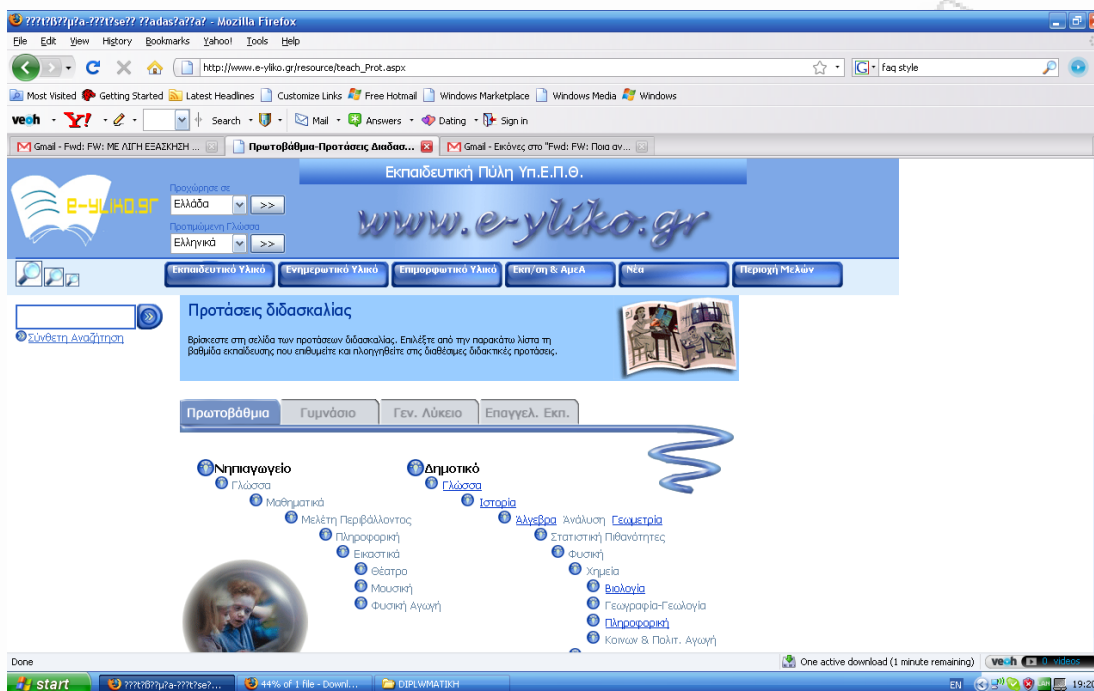 ???t?ß??µ?a-???t?se?? ??adas?a??a? - Mozilla Firefox
File Edit View History Bookmarks Yahoo! Tools Help
http://www.e-yliko.gr/resource/teach_Prot.aspx
faq style
Most Visited Getting Started Latest Headlines Customize Links Free Hotmail Windows Marketplace Windows Media Windows
veoh Y! Search Mail Answers Dating Sign in
Gmail - Fwd: FW: ΜΕ ΛΙΓΗ ΕΞΑΣΚΗΣΗ ... Πρωτοβάθμια-Προτάσεις Διαδασ... Gmail - Εικόνες στο "Fwd: FW: Ποια αν...
Εκπαιδευτική Πύλη Υπ.Ε.Π.Θ.
Προχώρησε σε
Ελλάδα >>
E-YLIKO.GR
www.e-yliko.gr
Προτιμώμενη Γλώσσα
Ελληνικά >>
Εκπαιδευτικό Υλικό Ενημερωτικό Υλικό Επιμορφωτικό Υλικό Εκπ/ση & ΑμεΑ Νέα Περιοχή Μελών
Προτάσεις διδασκαλίας
Σύνθετη Αναζήτηση
Βρίσκεστε στη σελίδα των προτάσεων διδασκαλίας. Επιλέξτε από την παρακάτω λίστα τη
βαθμίδα εκπαίδευσης που επιθυμείτε και πλοηγηθείτε στις διαθέσιμες διδακτικές προτάσεις.
Πρωτοβάθμια Γυμνάσιο Γεν. Λύκειο Επαγγελ. Εκπ.
Νηπιαγωγείο
Γλώσσα
Μαθηματικά
Μελέτη Περιβάλλοντος
Πληροφορική
Εικαστικά
Θέατρο
Μουσική
Φυσική Αγωγή
Δημοτικό
Γλώσσα
Ιστορία
Άλγεβρα Άνάλυση Γεωμετρία
Στατιστική Πιθανότητες
Φυσική
Χημεία
Βιολογία
Γεωγραφία-Γεωλογία
Πληροφορική
Κοινων & Πολιτ. Αγωγή
Done One active download (1 minute remaining) veoh 0 videos
start ???t?ß??µ?a-???t?se?... 44% of 1 file - Downl... DIPLWMATIKH EN 19:20